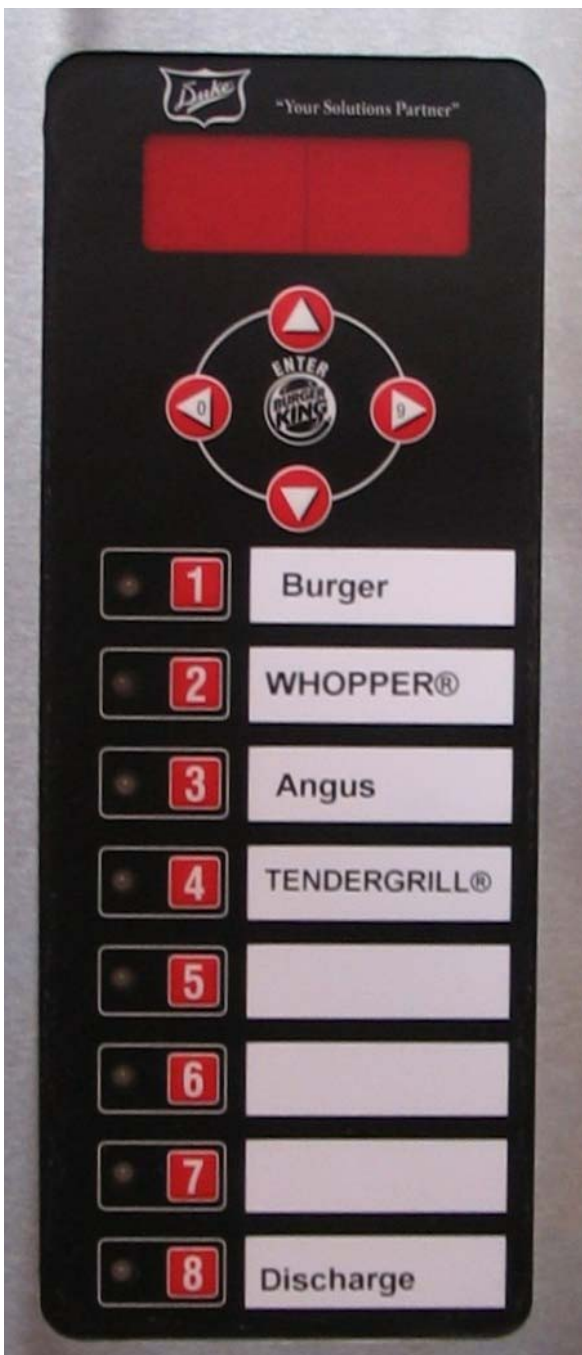 Duke
"Your Solutions Partner"
ENTER
0
BURGER
KING
9
1 Burger
2 WHOPPER®
3 Angus
4 TENDERGRILL®
5
6
7
8 Discharge